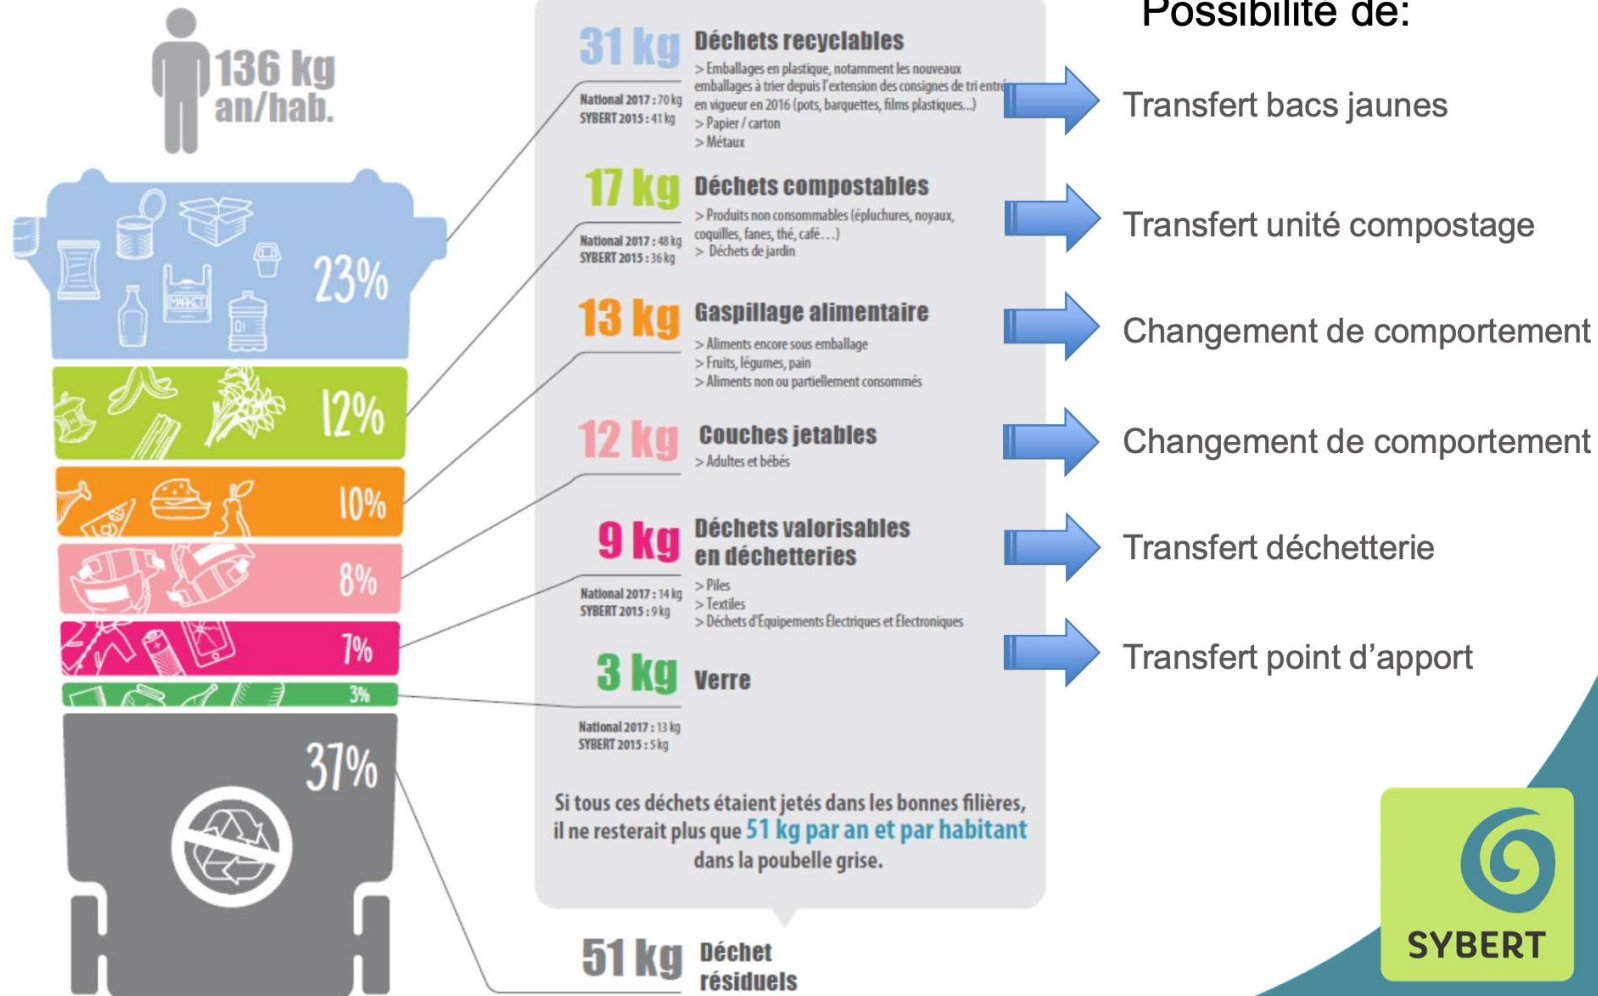 136 kg
an/hab.
23%
MARKET
12%
10%
8%
7%
3%
37%
31 kg
National 2017 : 70 kg
SYBERT 2015 : 41 kg
Déchets recyclables
> Emballages en plastique, notamment les nouveaux
emballages à trier depuis l'extension des consignes de tri entré
en vigueur en 2016 (pots, barquettes, films plastiques...)
> Papier / carton
> Métaux
17 kg
National 2017 : 48 kg
SYBERT 2015 : 36 kg
Déchets compostables
> Produits non consommables (épluchures, noyaux,
coquilles, fanes, thé, café...)
> Déchets de jardin
13 kg
Gaspillage alimentaire
> Aliments encore sous emballage
> Fruits, légumes, pain
> Aliments non ou partiellement consommés
12 kg
Couches jetables
> Adultes et bébés
9 kg
National 2017 : 14 kg
SYBERT 2015 : 9 kg
Déchets valorisables
en déchetteries
> Piles
> Textiles
> Déchets d'Équipements Électriques et Électroniques
3 kg
Verre
National 2017 : 13 kg
SYBERT 2015 : 5 kg
Si tous ces déchets étaient jetés dans les bonnes filières,
il ne resterait plus que 51 kg par an et par habitant
dans la poubelle grise.
51 kg
Déchet
résiduels
Possibilité de:
Transfert bacs jaunes
Transfert unité compostage
Changement de comportement
Changement de comportement
Transfert déchetterie
Transfert point d'apport
SYBERT